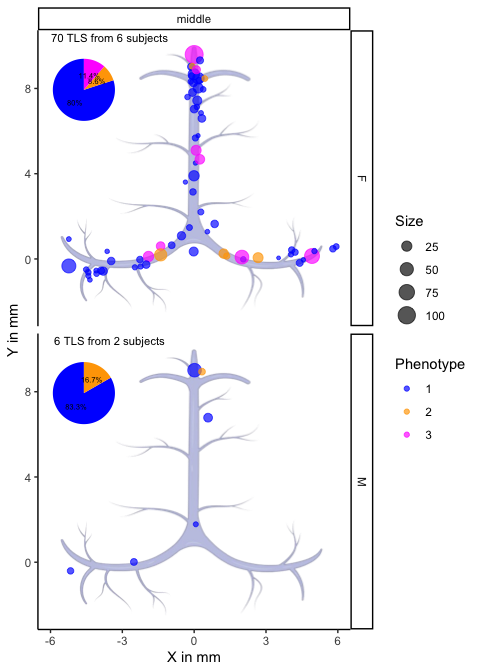 middle
70 TLS from 6 subjects
8.6%
8
4
0
F
6 TLS from 2 subjects
16.7%
83.3%
8
4
0
M
-6
-3
0
3
6
X in mm
Y in mm
Size
25
50
75
100
Phenotype
1
2
3